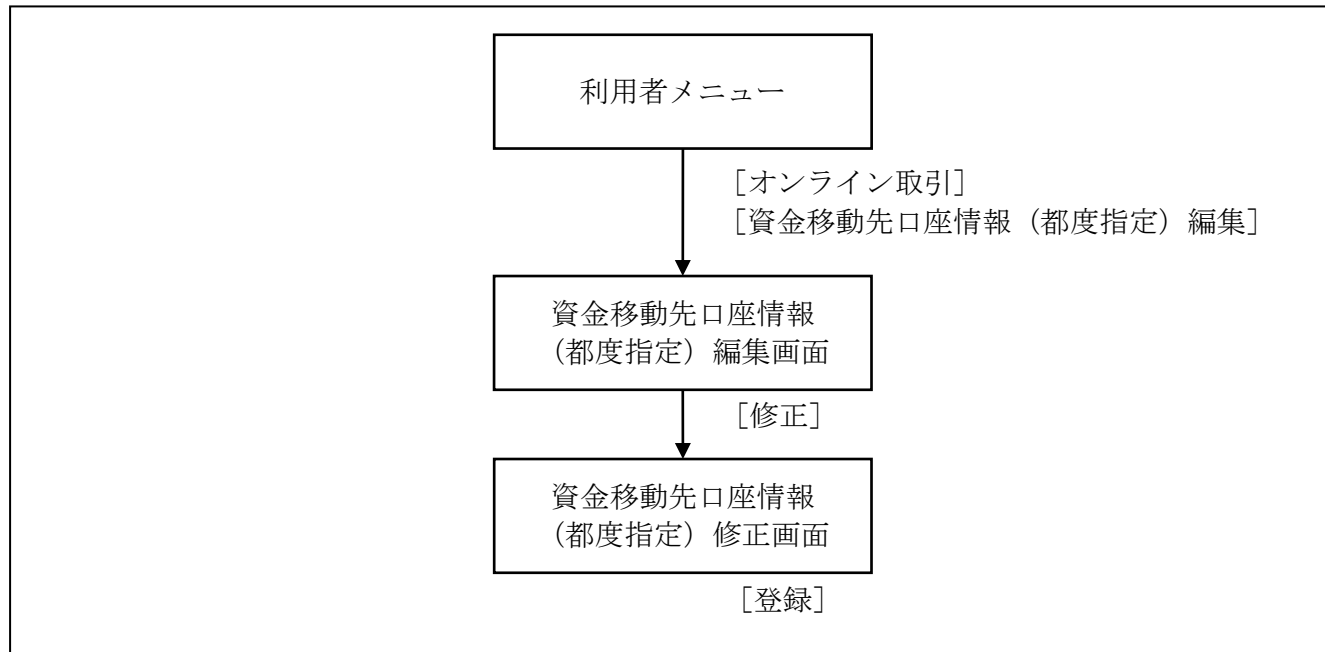 利用者メニュー
［オンライン取引］
［資金移動先口座情報（都度指定）編集］
資金移動先口座情報
（都度指定）編集画面
［修正］
資金移動先口座情報
（都度指定）修正画面
［登録］